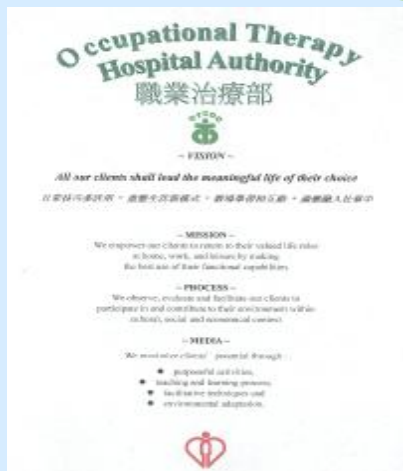 Occupational Therapy
Hospital Authority
職業治療部
~ VISION ~
All our clients shall lead the meaningful life of their choice
~ MISSION ~
We empower our clients to return to their valued life roles
at home, work, and leisure by making
the best use of their functional capabilities
~ PROCESS ~
We observe, evaluate and facilitate our clients to
participate in and contribute to their environment within
cultural, social and economical context
~ MEDIA ~
We maximize clients' potential through
● purposeful activities,
● teaching and learning process,
● facilitative techniques and
● environmental adaptation.